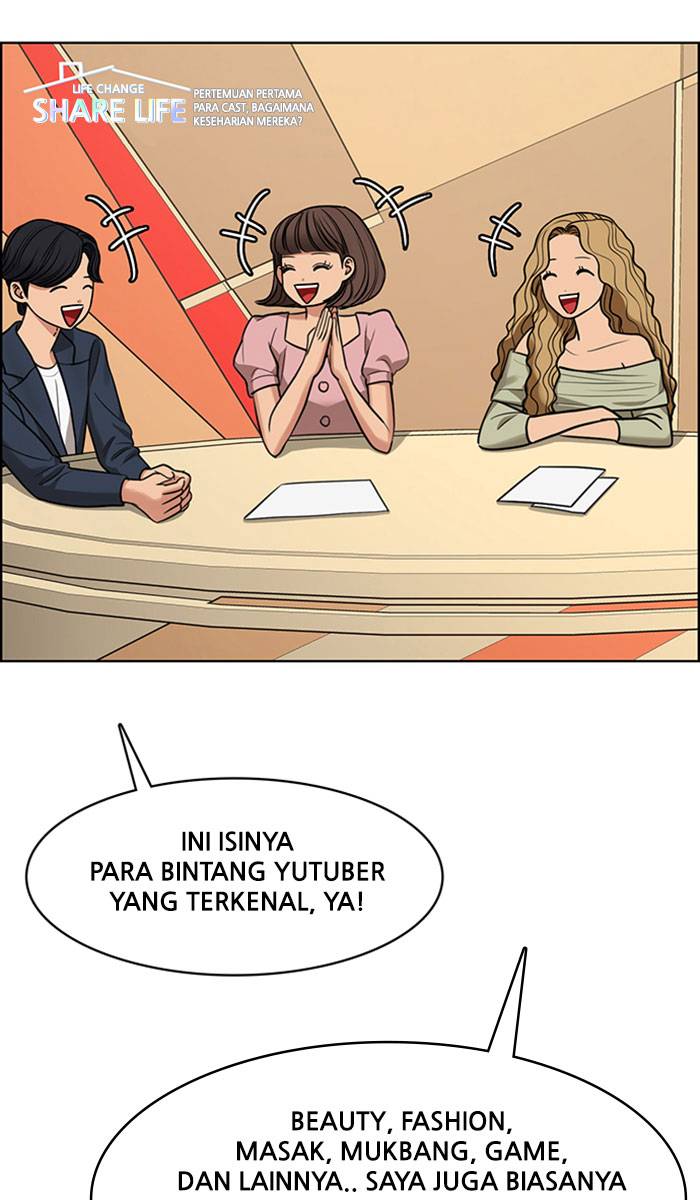 LIFE CHANGE
SHARE LIFE
PERTEMUAN PERTAMA
PARA CAST, BAGAIMANA
KESEHARIAN MEREKA?
INI ISINYA
PARA BINTANG YUTUBER
YANG TERKENAL, YA!
BEAUTY, FASHION,
MASAK, MUKBANG, GAME,
DAN LAINNYA.. SAYA JUGA BIASANYA